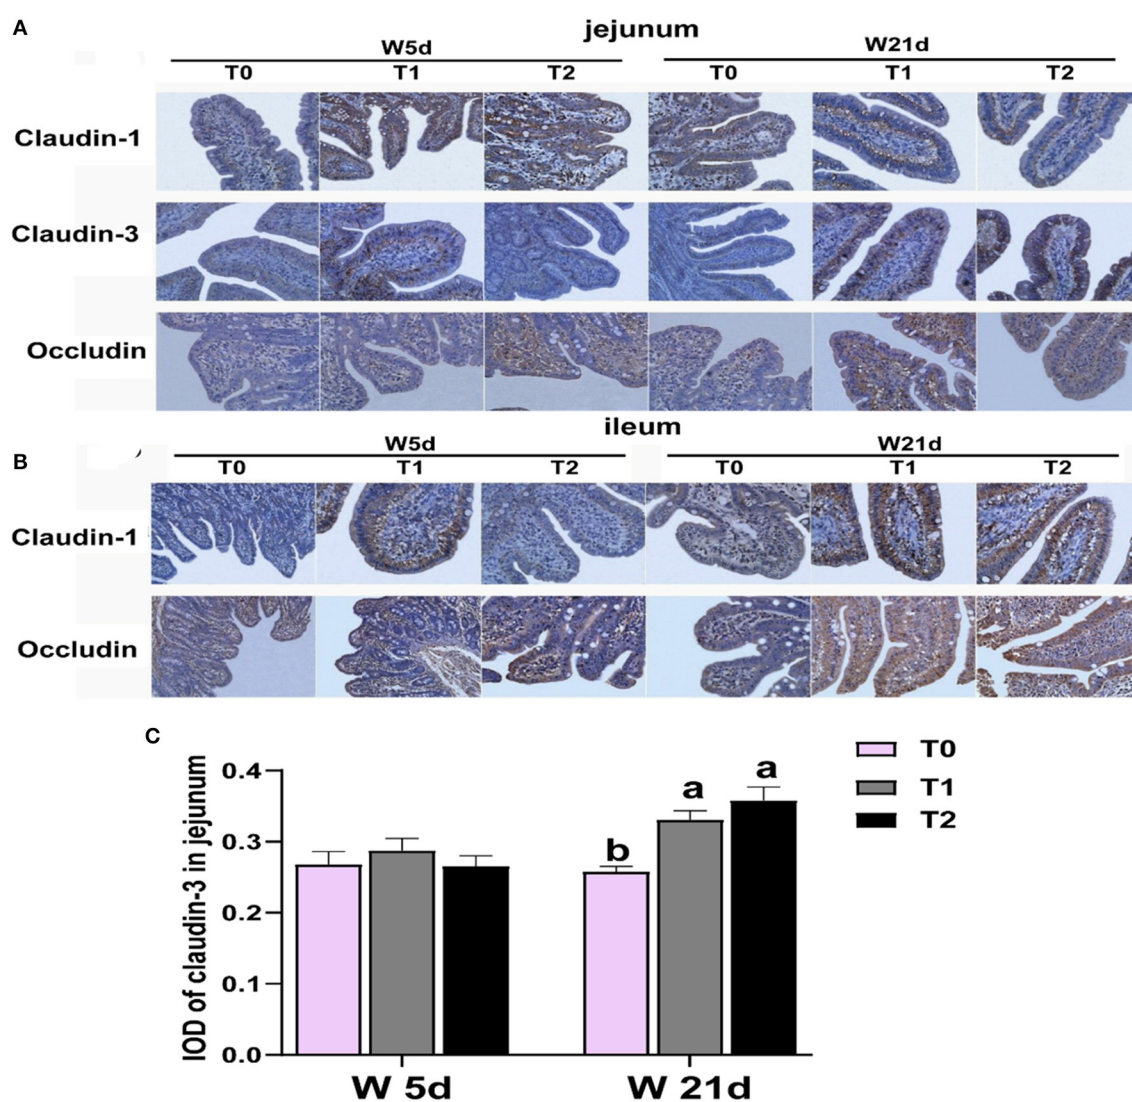 A
jejunum
W5d W21d
T0 T1 T2 T0 T1 T2
Claudin-1
Claudin-3
Occludin
ileum
B
W5d W21d
T0 T1 T2 T0 T1 T2
Claudin-1
Occludin
C
IOD of claudin-3 in jejunum
0.4
0.3
0.2
0.1
0.0
b a a
W 5d W 21d
T0
T1
T2